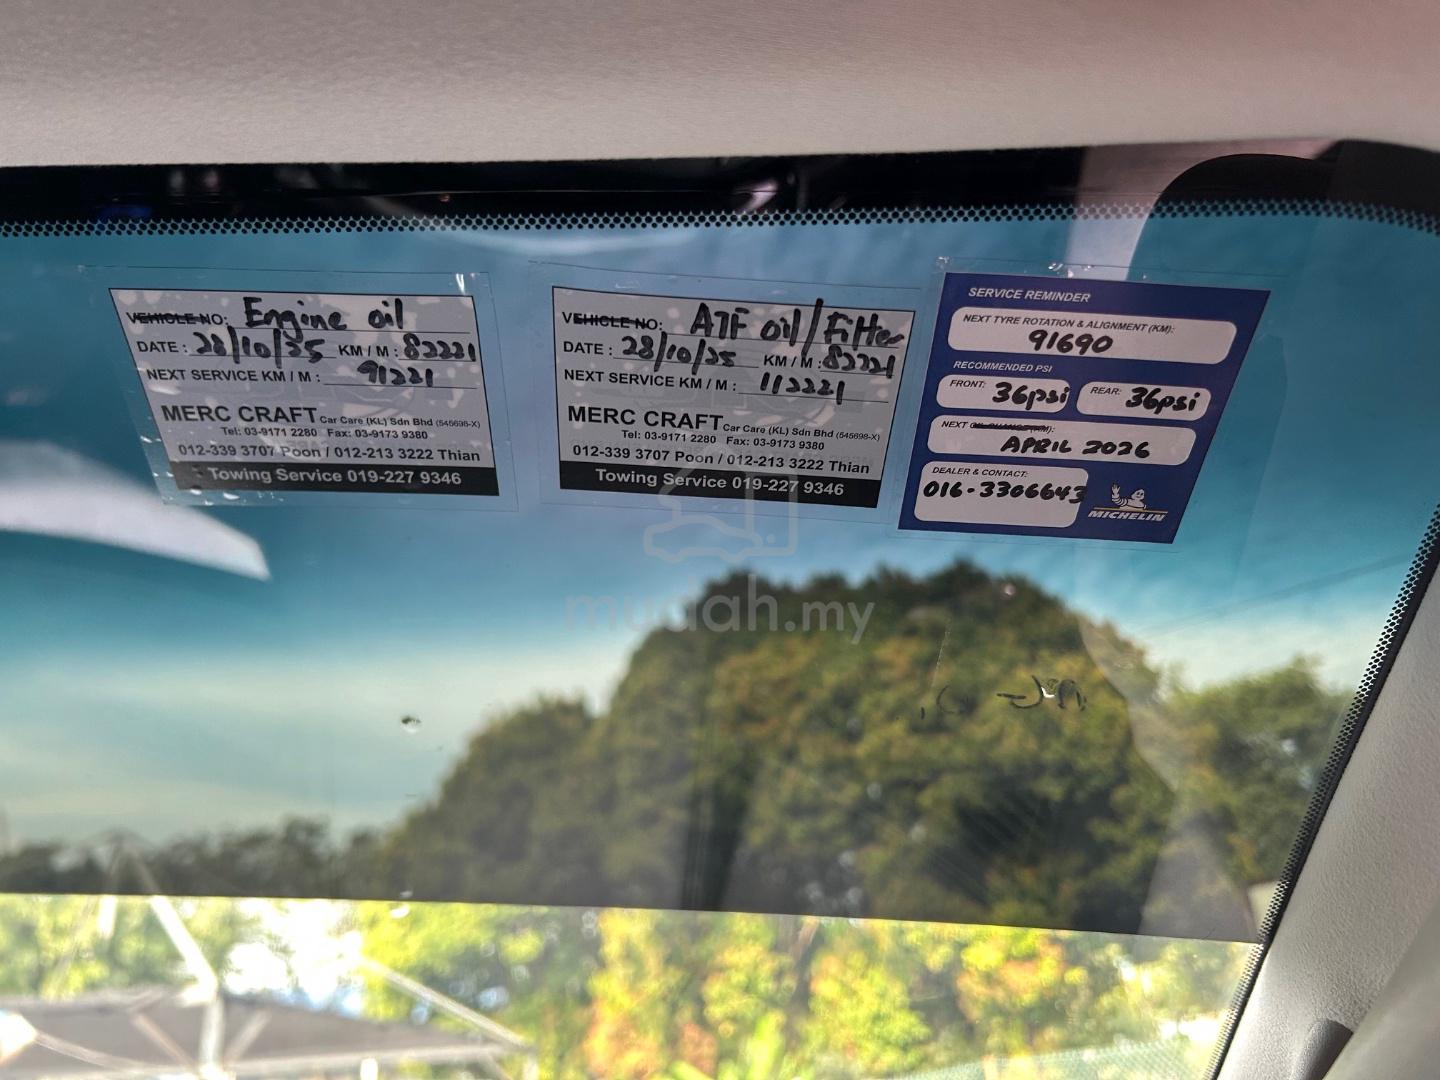 VEHICLE NO: Engine oil
DATE: 28/10/25 KM / M: 82221
NEXT SERVICE KM / M: 91221
MERC CRAFT Car Care (KL) Sdn Bhd (545698-X)
Tel: 03-9171 2280 Fax: 03-9173 9380
012-339 3707 Poon / 012-213 3222 Thian
Towing Service 019-227 9346
VEHICLE NO: ATF oil/Filter
DATE: 28/10/25 KM / M: 82221
NEXT SERVICE KM / M: 112221
MERC CRAFT Car Care (KL) Sdn Bhd (545698-X)
Tel: 03-9171 2280 Fax: 03-9173 9380
012-339 3707 Poon / 012-213 3222 Thian
Towing Service 019-227 9346
SERVICE REMINDER
NEXT TYRE ROTATION & ALIGNMENT (KM):
91690
RECOMMENDED PSI
FRONT: 36psi REAR: 36psi
NEXT OIL CHANGE (KM):
APRIL 2026
DEALER & CONTACT:
016-3306643
MICHELIN
mudah.my